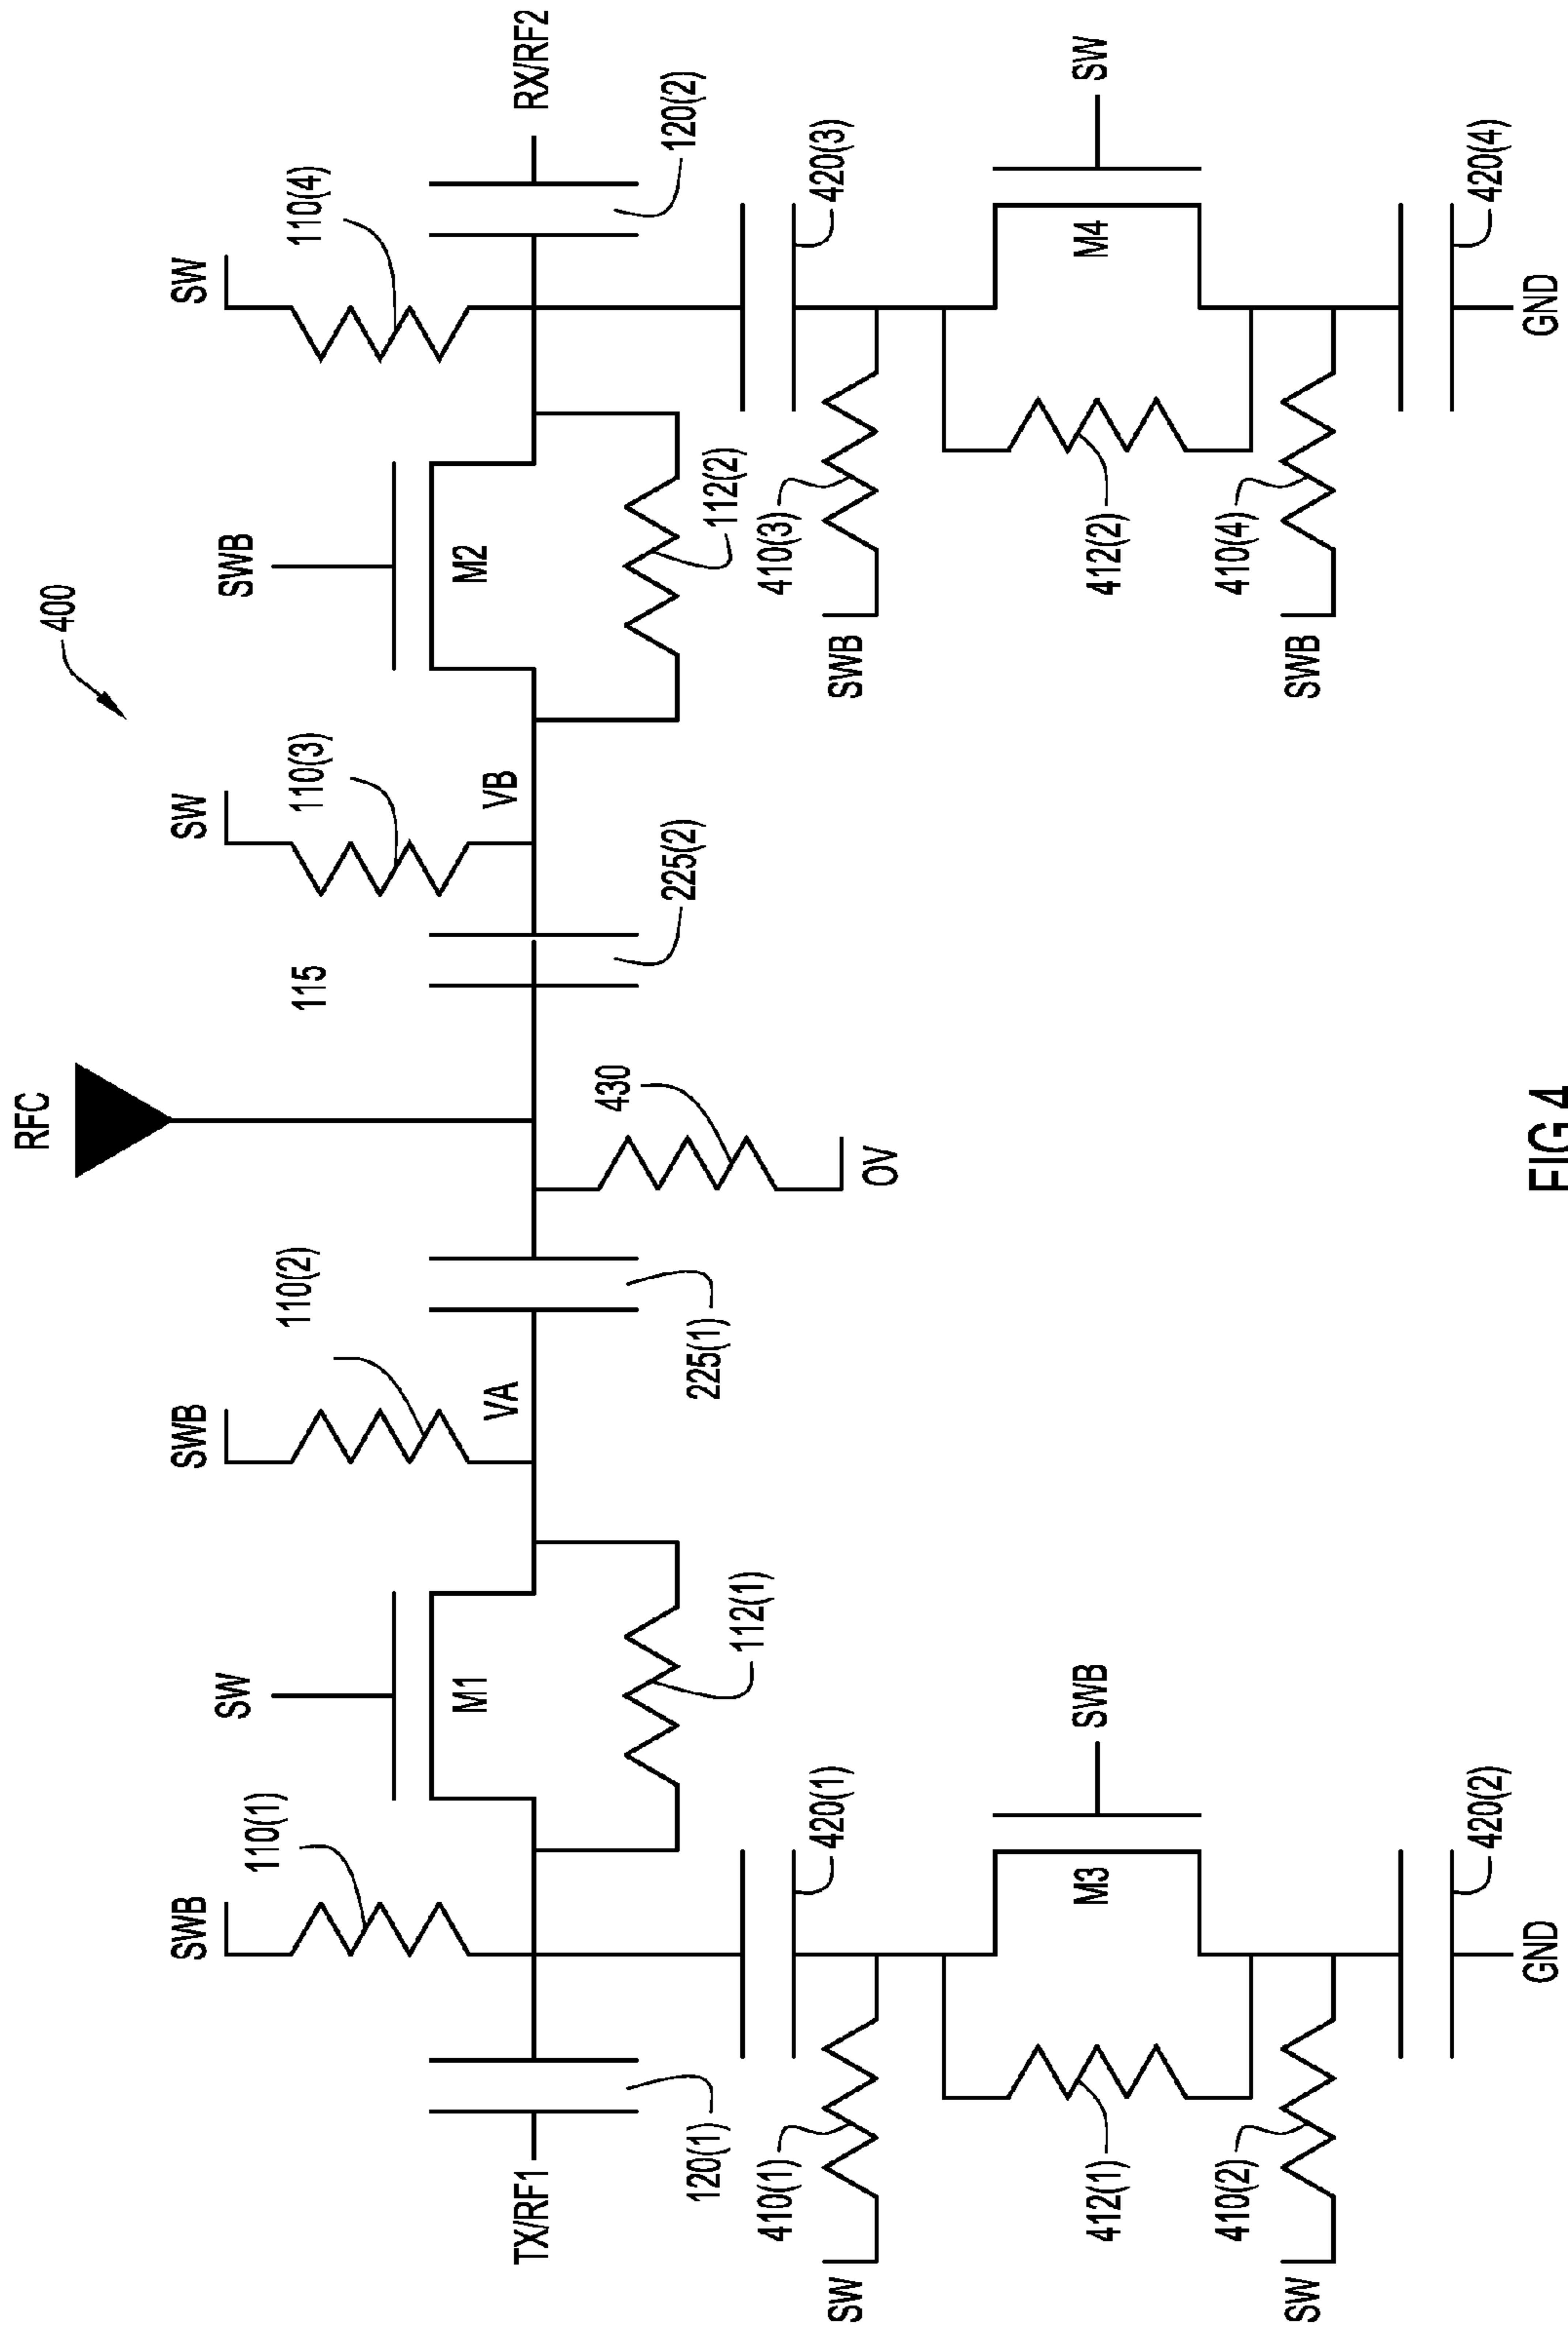 400
RFC
SWB
110(1)
SW
SWB
110(2)
115
SW
110(3)
SWB
SW
110(4)
TX/RF1
120(1)
M1
112(1)
VA
225(1)
430
OV
225(2)
VB
M2
112(2)
RX/RF2
120(2)
SW
410(1)
420(1)
412(1)
M3
SWB
SW
410(2)
420(2)
GND
SWB
410(3)
420(3)
412(2)
M4
SW
SWB
410(4)
420(4)
GND
FIG.4